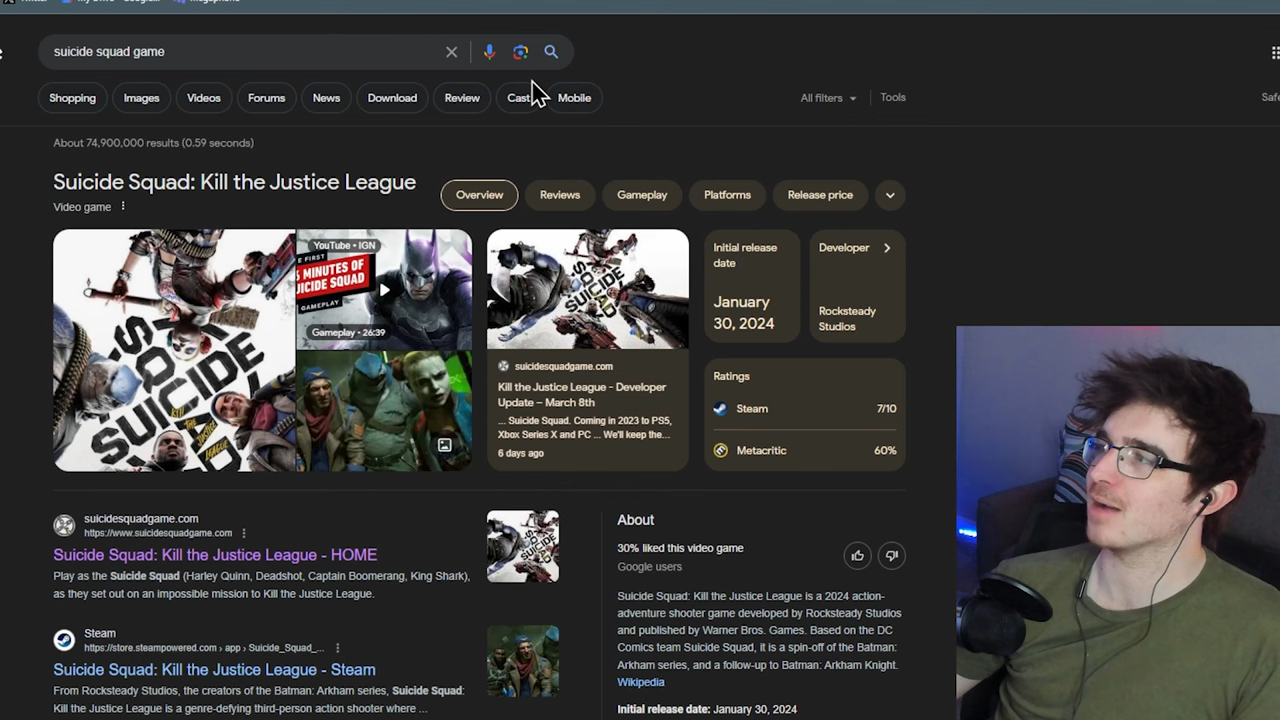 Twitter
suicide squad game
Shopping
Images
Videos
Forums
News
Download
Review
Cast
Mobile
All filters
Tools
About 74,900,000 results (0.59 seconds)
Suicide Squad: Kill the Justice League
Video game
Overview
Reviews
Gameplay
Platforms
Release price
SUICIDE
SQUAD
KILL
THE
JUSTICE
LEAGUE
YouTube • IGN
FIRST
MINUTES OF
UICIDE SQUAD
GAMEPLAY
Gameplay • 26:39
SUICIDE
SQUAD
suicidesquadgame.com
Kill the Justice League - Developer
Update – March 8th
... Suicide Squad. Coming in 2023 to PS5,
Xbox Series X and PC ... We'll keep the...
6 days ago
Initial release
date
January
30, 2024
Developer
Rocksteady
Studios
Ratings
Steam
7/10
Metacritic
60%
suicidesquadgame.com
https://www.suicidesquadgame.com
Suicide Squad: Kill the Justice League - HOME
Play as the Suicide Squad (Harley Quinn, Deadshot, Captain Boomerang, King Shark),
as they set out on an impossible mission to Kill the Justice League.
Steam
https://store.steampowered.com › app › Suicide_Squad_...
Suicide Squad: Kill the Justice League - Steam
From Rocksteady Studios, the creators of the Batman: Arkham series, Suicide Squad:
Kill the Justice League is a genre-defying third-person action shooter where ...
About
30% liked this video game
Google users
Suicide Squad: Kill the Justice League is a 2024 action-
adventure shooter game developed by Rocksteady Studios
and published by Warner Bros. Games. Based on the DC
Comics team Suicide Squad, it is a spin-off of the Batman:
Arkham series, and a follow-up to Batman: Arkham Knight.
Wikipedia
Initial release date: January 30, 2024